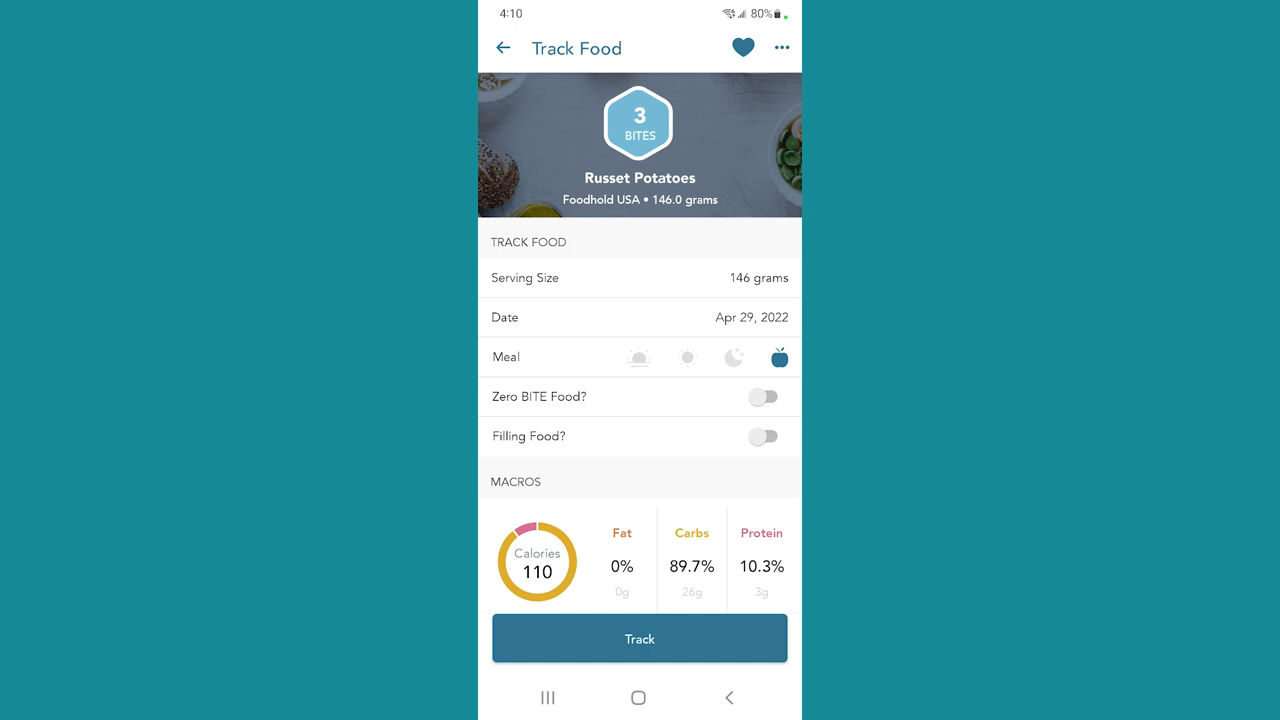 4:10
80%
Track Food
3
BITES
Russet Potatoes
Foodhold USA • 146.0 grams
TRACK FOOD
Serving Size 146 grams
Date Apr 29, 2022
Meal
Zero BITE Food?
Filling Food?
MACROS
Calories
110
Fat Carbs Protein
0% 89.7% 10.3%
0g 26g 3g
Track